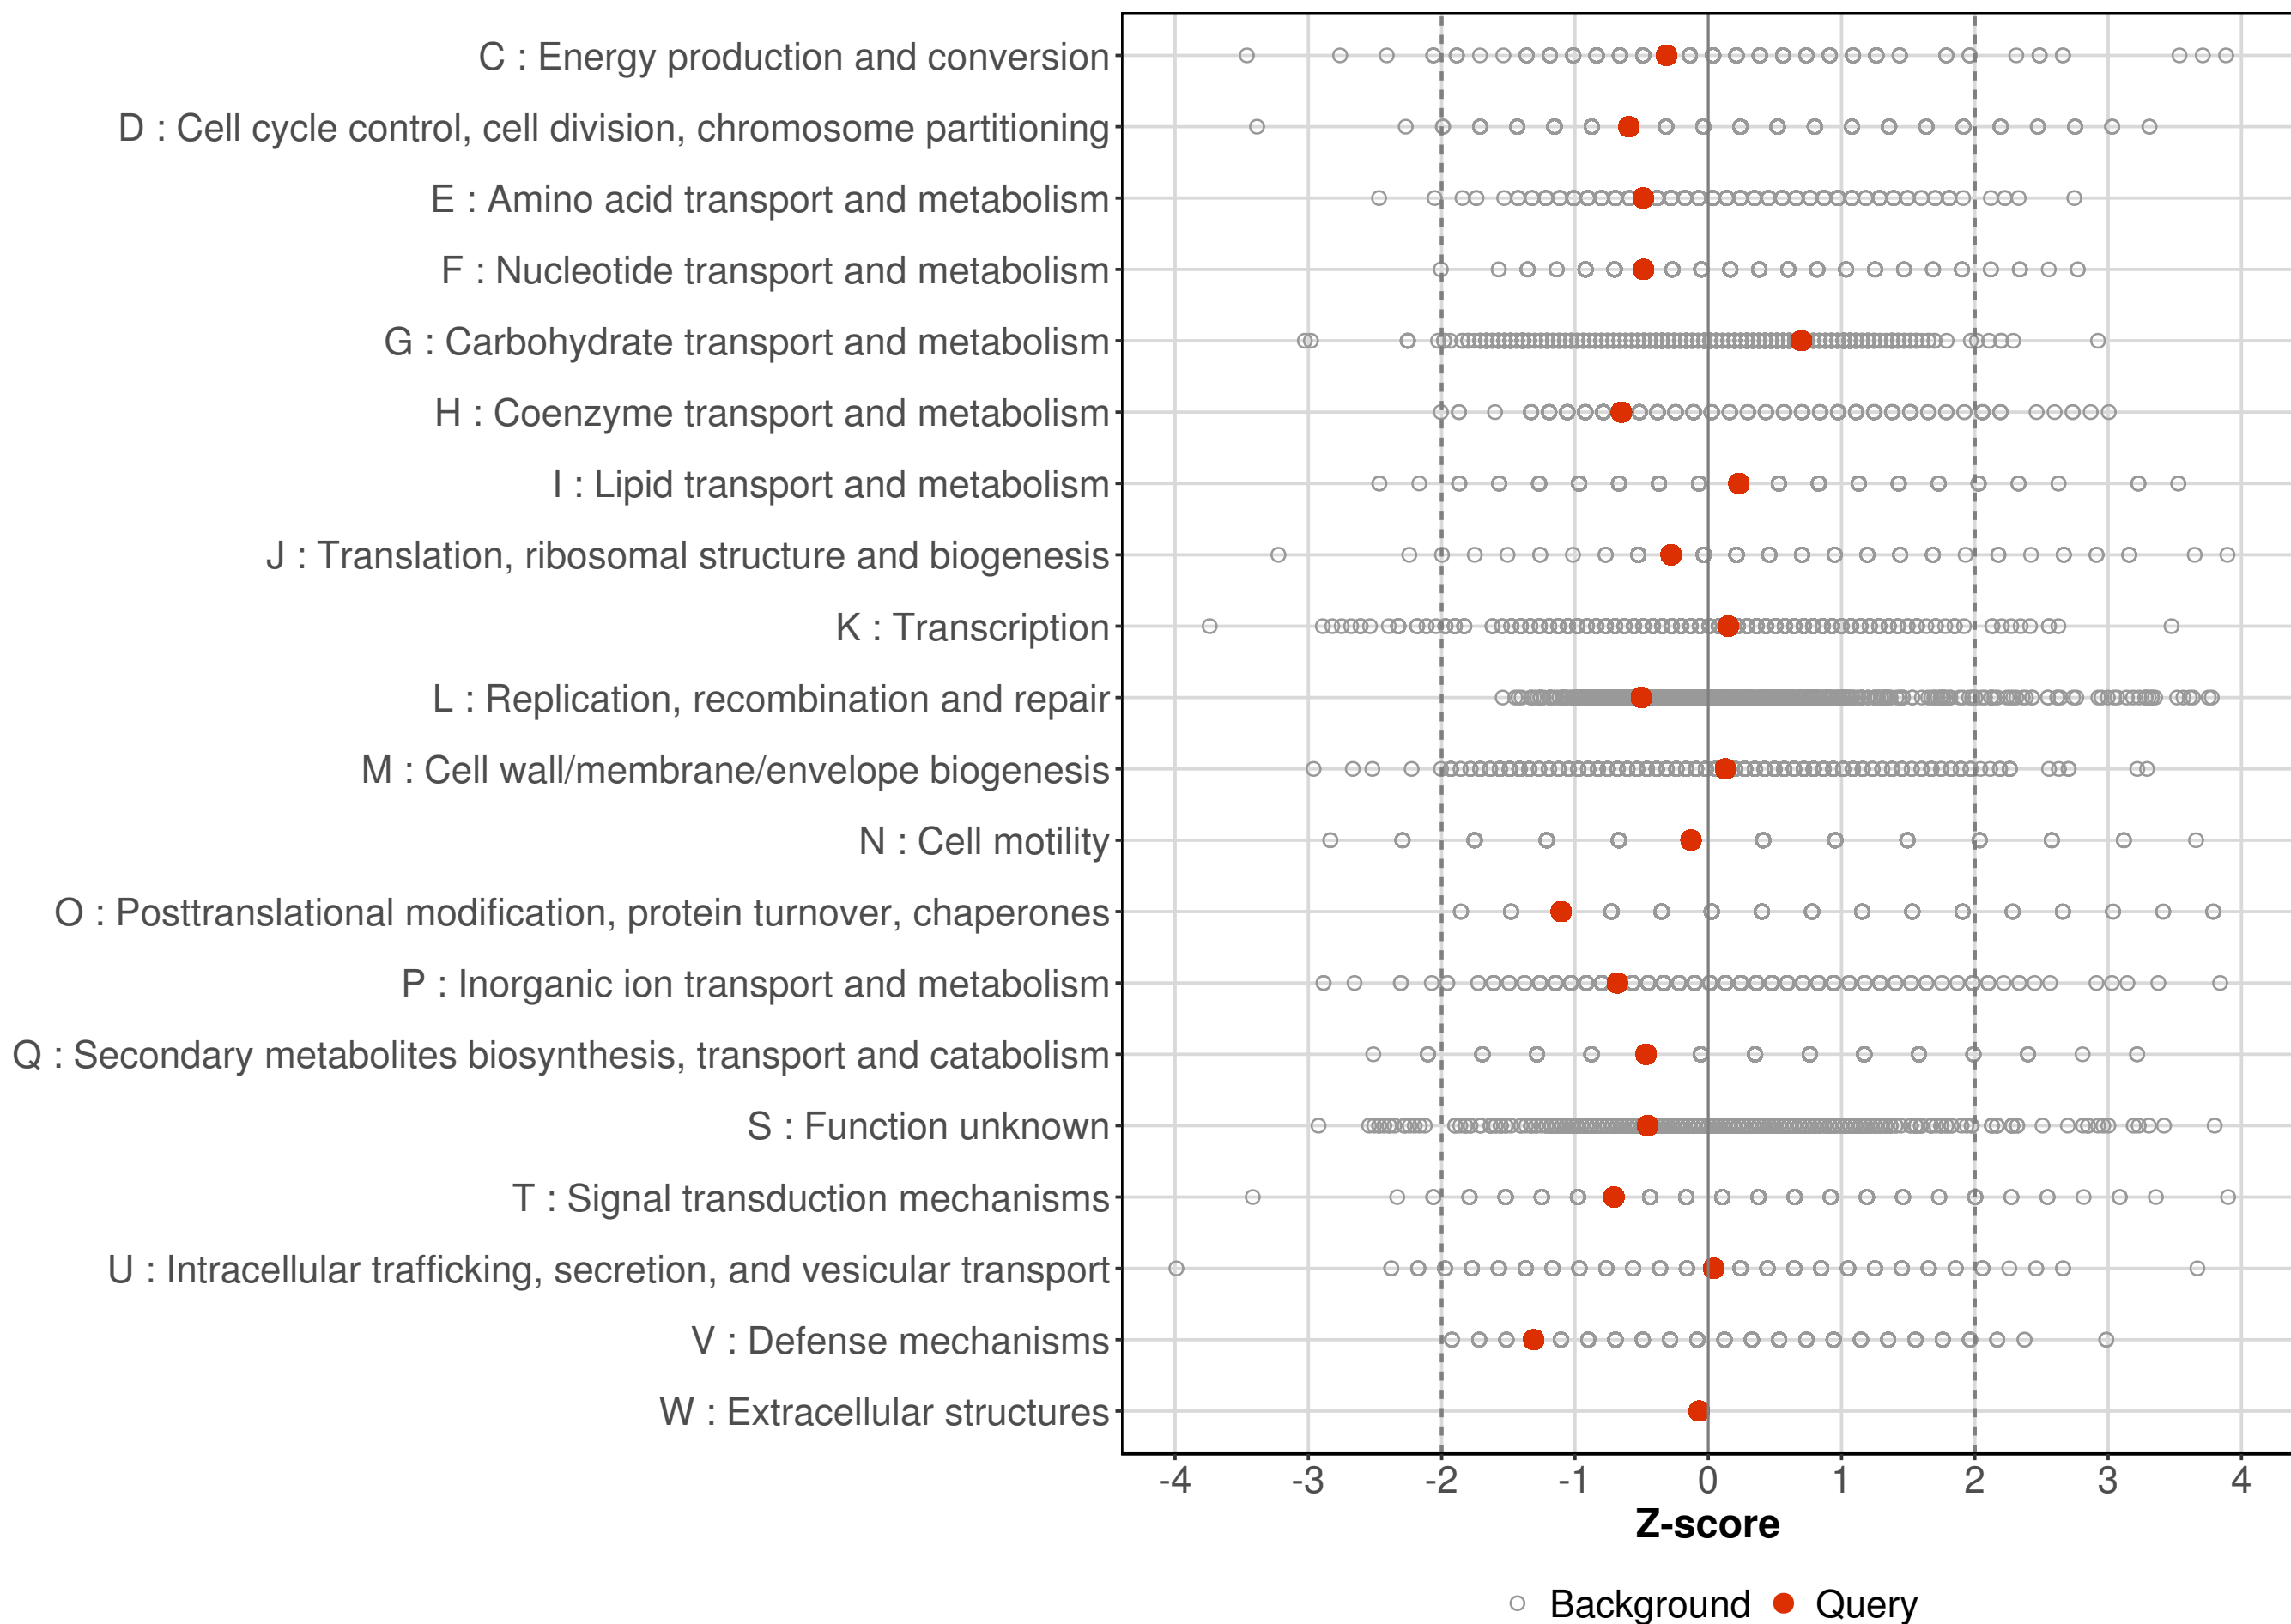 C : Energy production and conversion
D : Cell cycle control, cell division, chromosome partitioning
E : Amino acid transport and metabolism
F : Nucleotide transport and metabolism
G : Carbohydrate transport and metabolism
H : Coenzyme transport and metabolism
I : Lipid transport and metabolism
J : Translation, ribosomal structure and biogenesis
K : Transcription
L : Replication, recombination and repair
M : Cell wall/membrane/envelope biogenesis
N : Cell motility
O : Posttranslational modification, protein turnover, chaperones
P : Inorganic ion transport and metabolism
Q : Secondary metabolites biosynthesis, transport and catabolism
S : Function unknown
T : Signal transduction mechanisms
U : Intracellular trafficking, secretion, and vesicular transport
V : Defense mechanisms
W : Extracellular structures
-4 -3 -2 -1 0 1 2 3 4
Z-score
Background Query